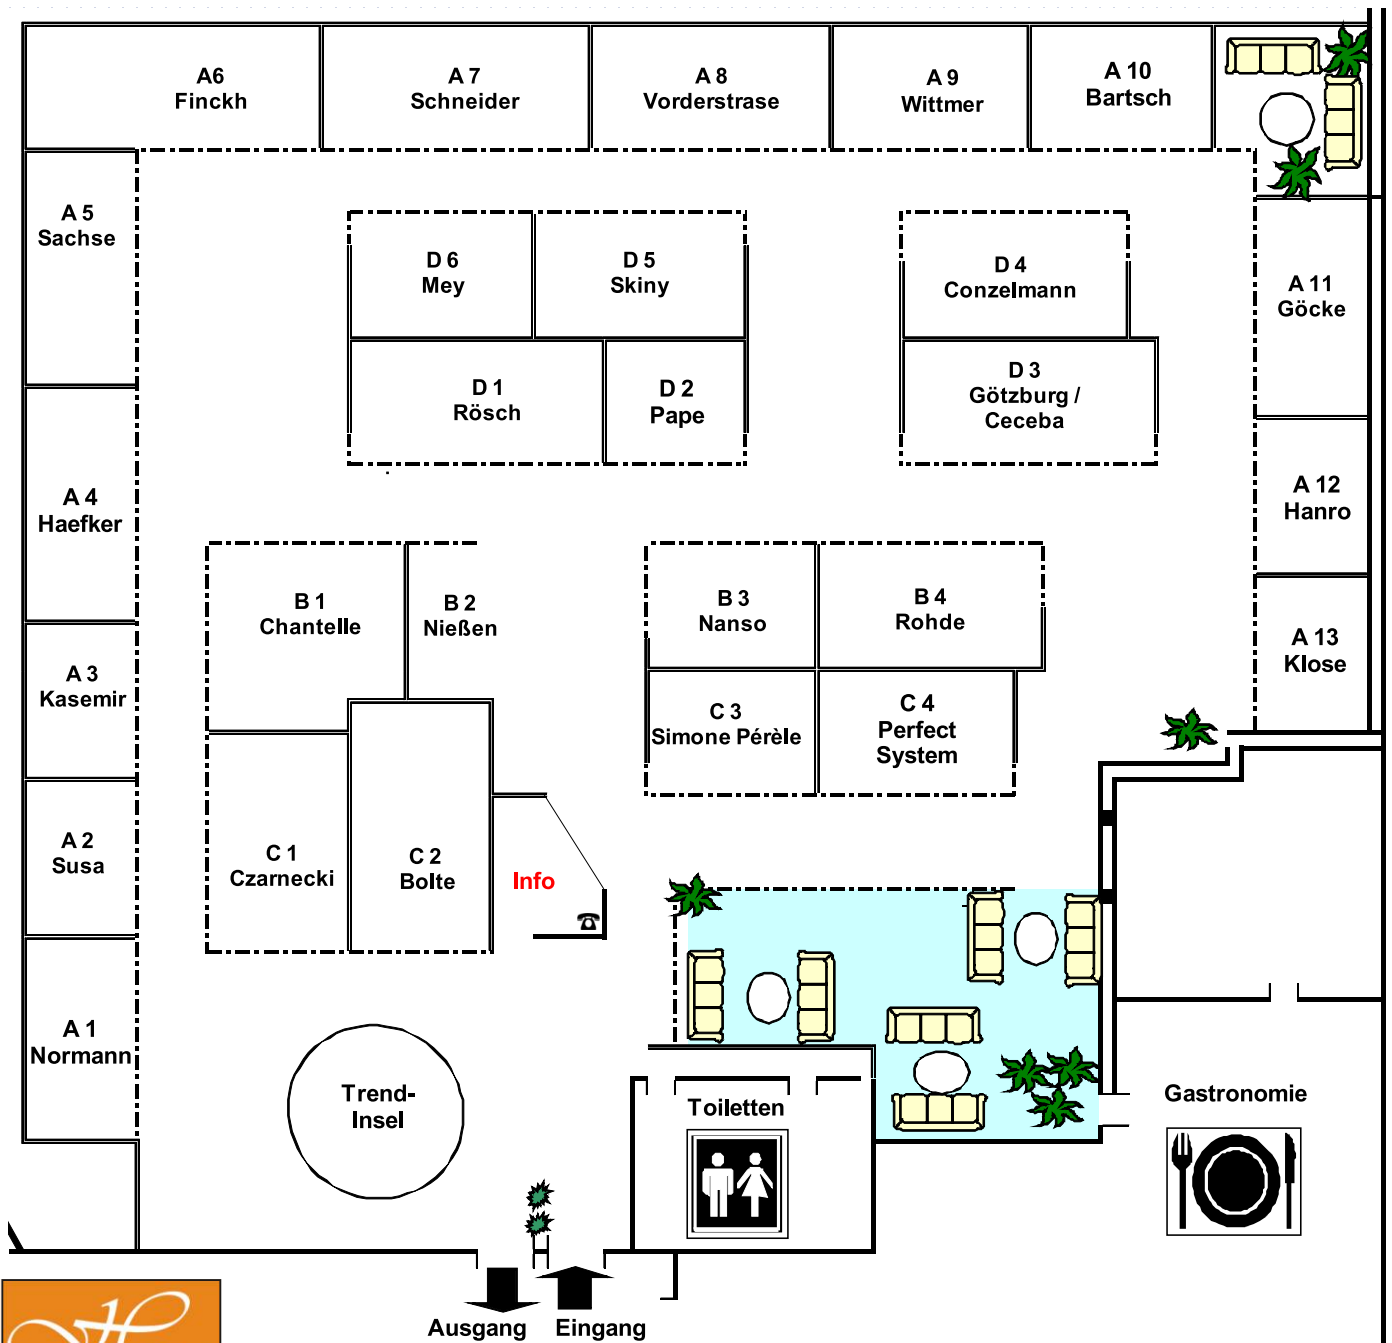 A6
Finckh
A 7
Schneider
A 8
Vorderstrase
A 9
Wittmer
A 10
Bartsch
A 5
Sachse
D 6
Mey
D 5
Skiny
D 4
Conzelmann
A 11
Göcke
D 1
Rösch
D 2
Pape
D 3
Götzburg /
Ceceba
A 4
Haefker
A 12
Hanro
B 1
Chantelle
B 2
Nießen
B 3
Nanso
B 4
Rohde
A 13
Klose
A 3
Kasemir
C 3
Simone Pérèle
C 4
Perfect
System
A 2
Susa
C 1
Czarnecki
C 2
Bolte
Info
A 1
Normann
Trend-
Insel
Toiletten
Gastronomie
Ausgang
Eingang